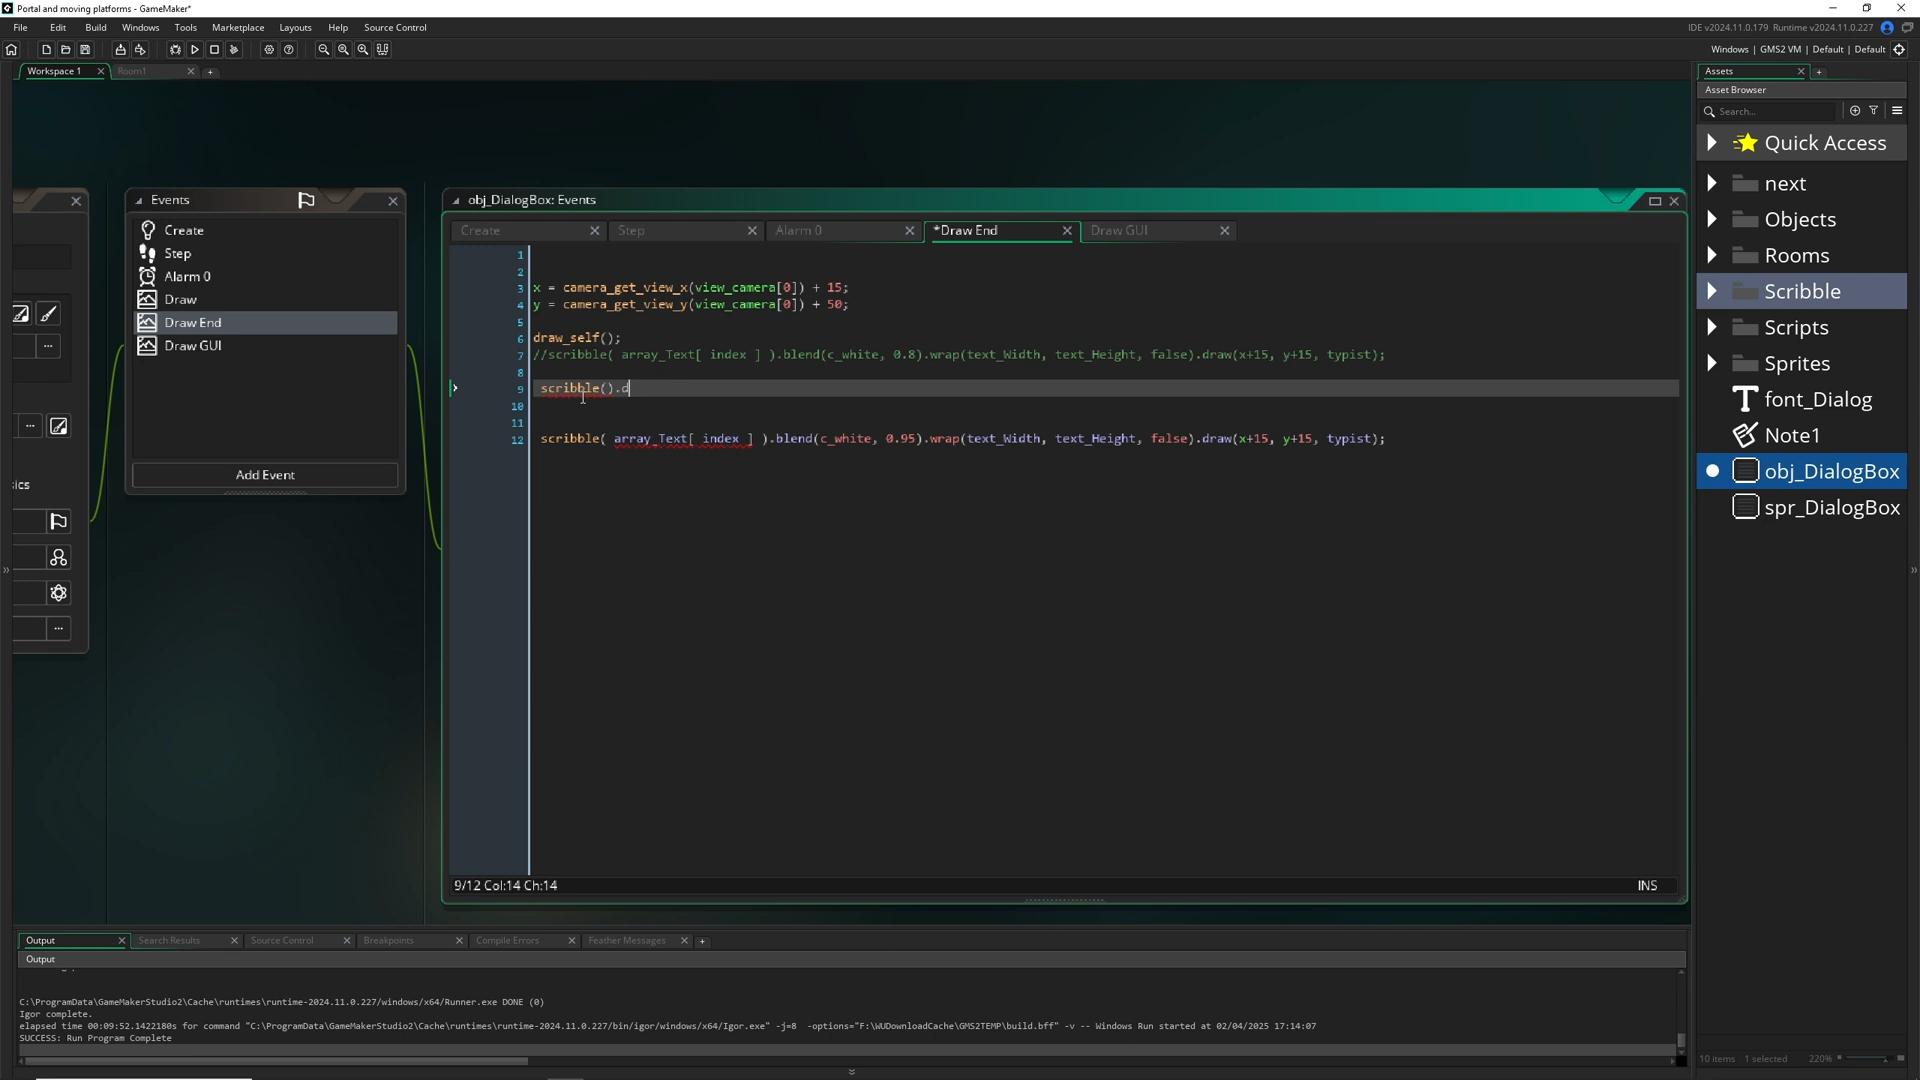 Portal and moving platforms - GameMaker*
File Edit Build Windows Tools Marketplace Layouts Help Source Control
IDE v2024.11.0.179 Runtime v2024.11.0.227
Windows | GMS2 VM | Default | Default
Workspace 1
Room1
Assets
Asset Browser
Search...
Quick Access
next
Objects
Rooms
Scribble
Scripts
Sprites
font_Dialog
Note1
obj_DialogBox
spr_DialogBox
10 items 1 selected 220%
ics
Events
Create
Step
Alarm 0
Draw
Draw End
Draw GUI
Add Event
obj_DialogBox: Events
Create Step Alarm 0 *Draw End Draw GUI
1
2
3 x = camera_get_view_x(view_camera[0]) + 15;
4 y = camera_get_view_y(view_camera[0]) + 50;
5
6 draw_self();
7 //scribble( array_Text[ index ] ).blend(c_white, 0.8).wrap(text_Width, text_Height, false).draw(x+15, y+15, typist);
8
9 scribble().d
10
11
12 scribble( array_Text[ index ] ).blend(c_white, 0.95).wrap(text_Width, text_Height, false).draw(x+15, y+15, typist);
9/12 Col:14 Ch:14
INS
Output Search Results Source Control Breakpoints Compile Errors Feather Messages
Output
C:\ProgramData\GameMakerStudio2\Cache\runtimes\runtime-2024.11.0.227/windows/x64/Runner.exe DONE (0)
Igor complete.
elapsed time 00:09:52.1422180s for command "C:\ProgramData\GameMakerStudio2\Cache\runtimes\runtime-2024.11.0.227/bin/igor/windows/x64/Igor.exe" -j=8 -options="F:\WUDownloadCache\GMS2TEMP\build.bff" -v -- Windows Run started at 02/04/2025 17:14:07
SUCCESS: Run Program Complete